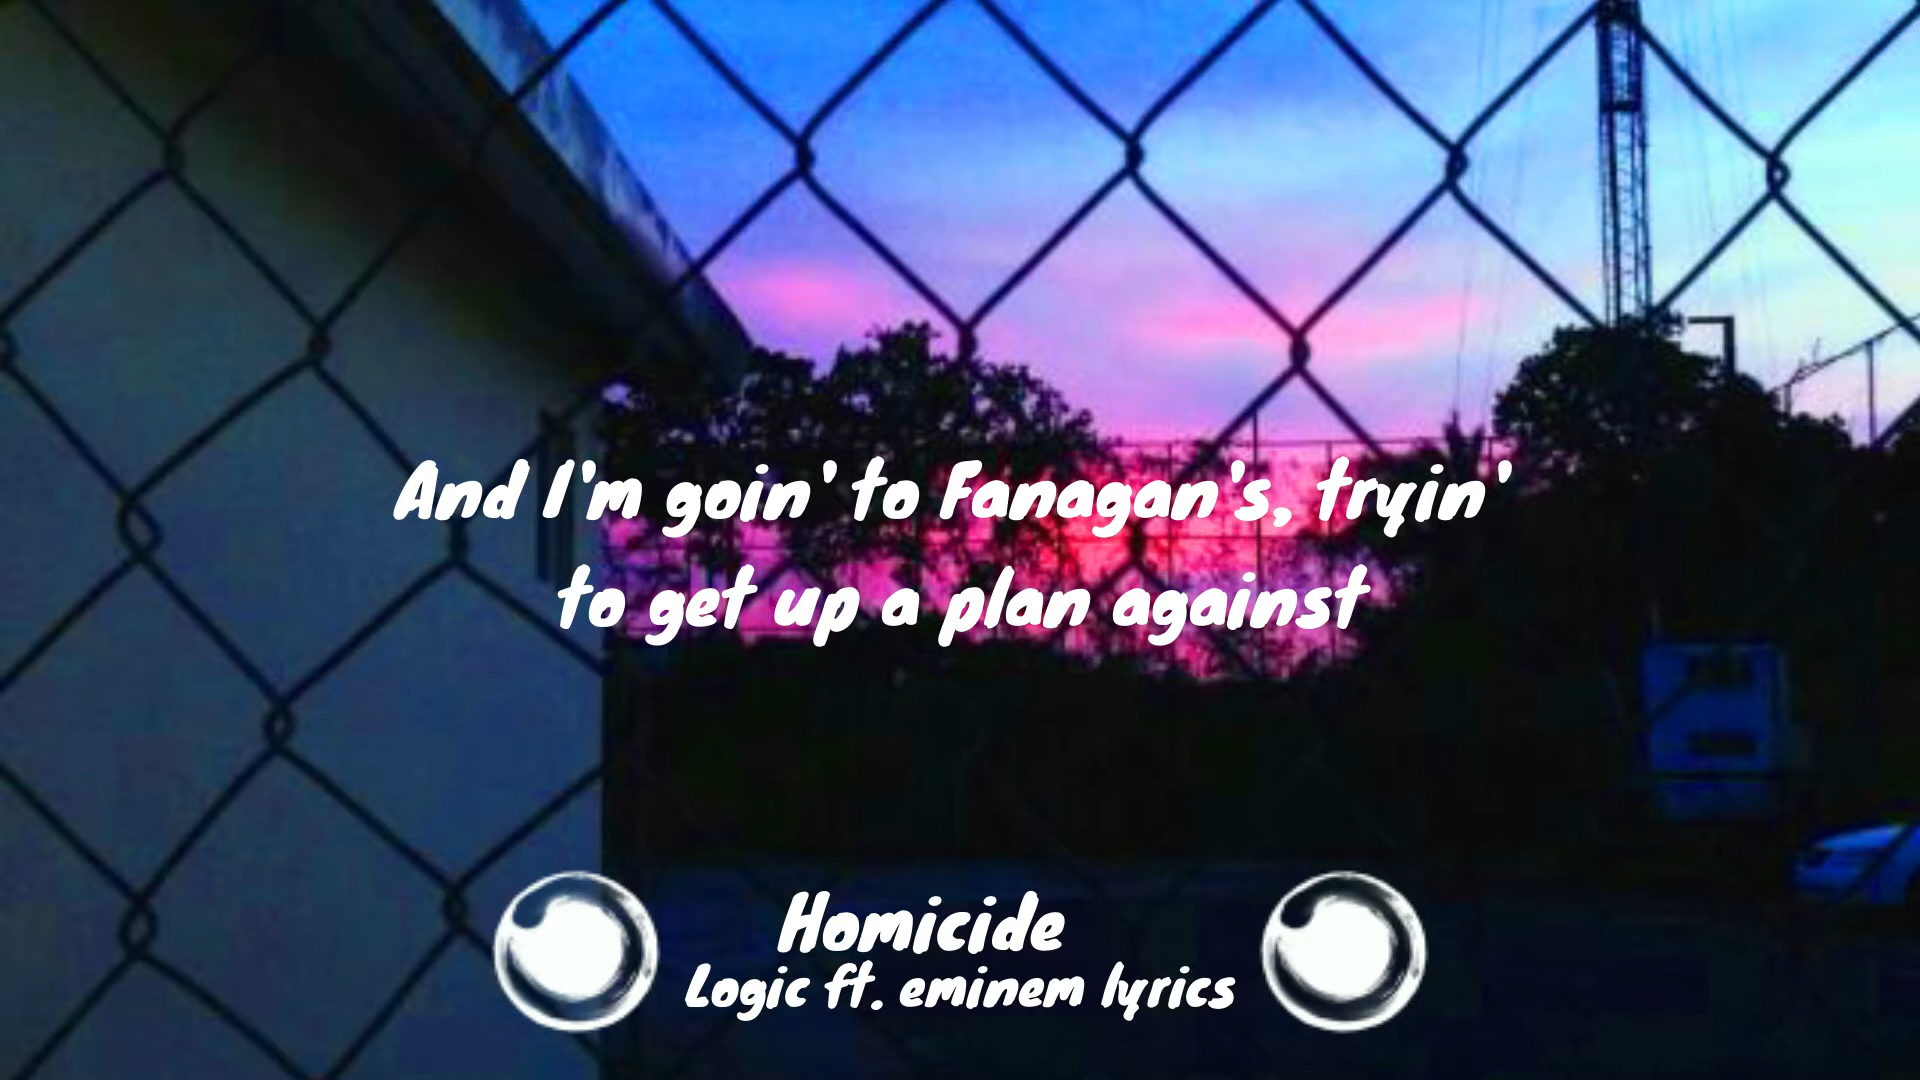 And I'm goin' to Fanagan's, tryin'
to get up a plan against
Homicide
Logic ft. eminem lyrics